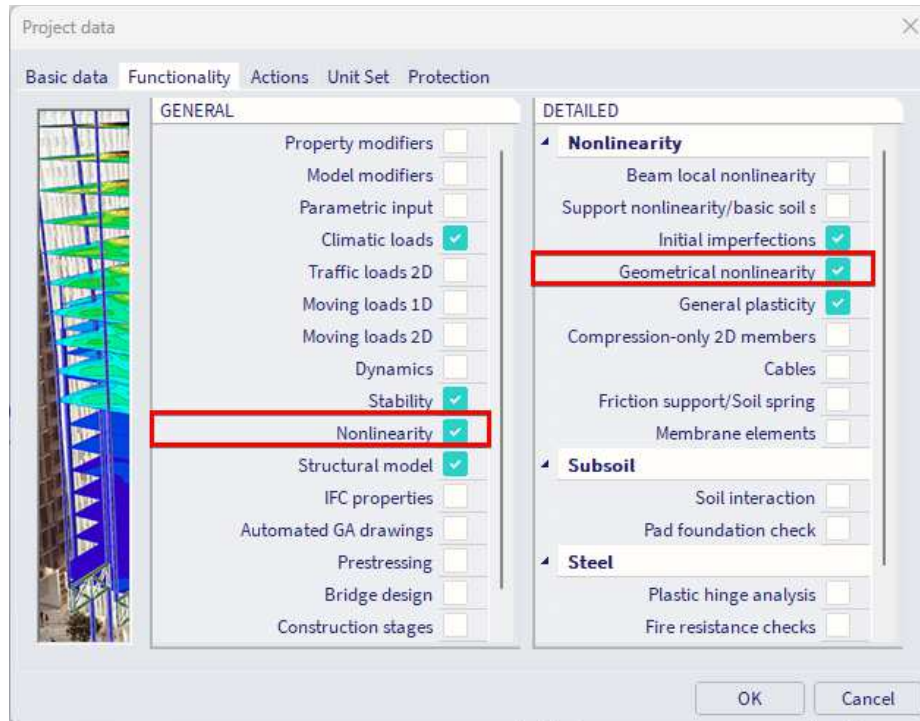 Project data
Basic data Functionality Actions Unit Set Protection
GENERAL
Property modifiers
Model modifiers
Parametric input
Climatic loads
Traffic loads 2D
Moving loads 1D
Moving loads 2D
Dynamics
Stability
Nonlinearity
Structural model
IFC properties
Automated GA drawings
Prestressing
Bridge design
Construction stages
DETAILED
Nonlinearity
Beam local nonlinearity
Support nonlinearity/basic soil s
Initial imperfections
Geometrical nonlinearity
General plasticity
Compression-only 2D members
Cables
Friction support/Soil spring
Membrane elements
Subsoil
Soil interaction
Pad foundation check
Steel
Plastic hinge analysis
Fire resistance checks
OK Cancel